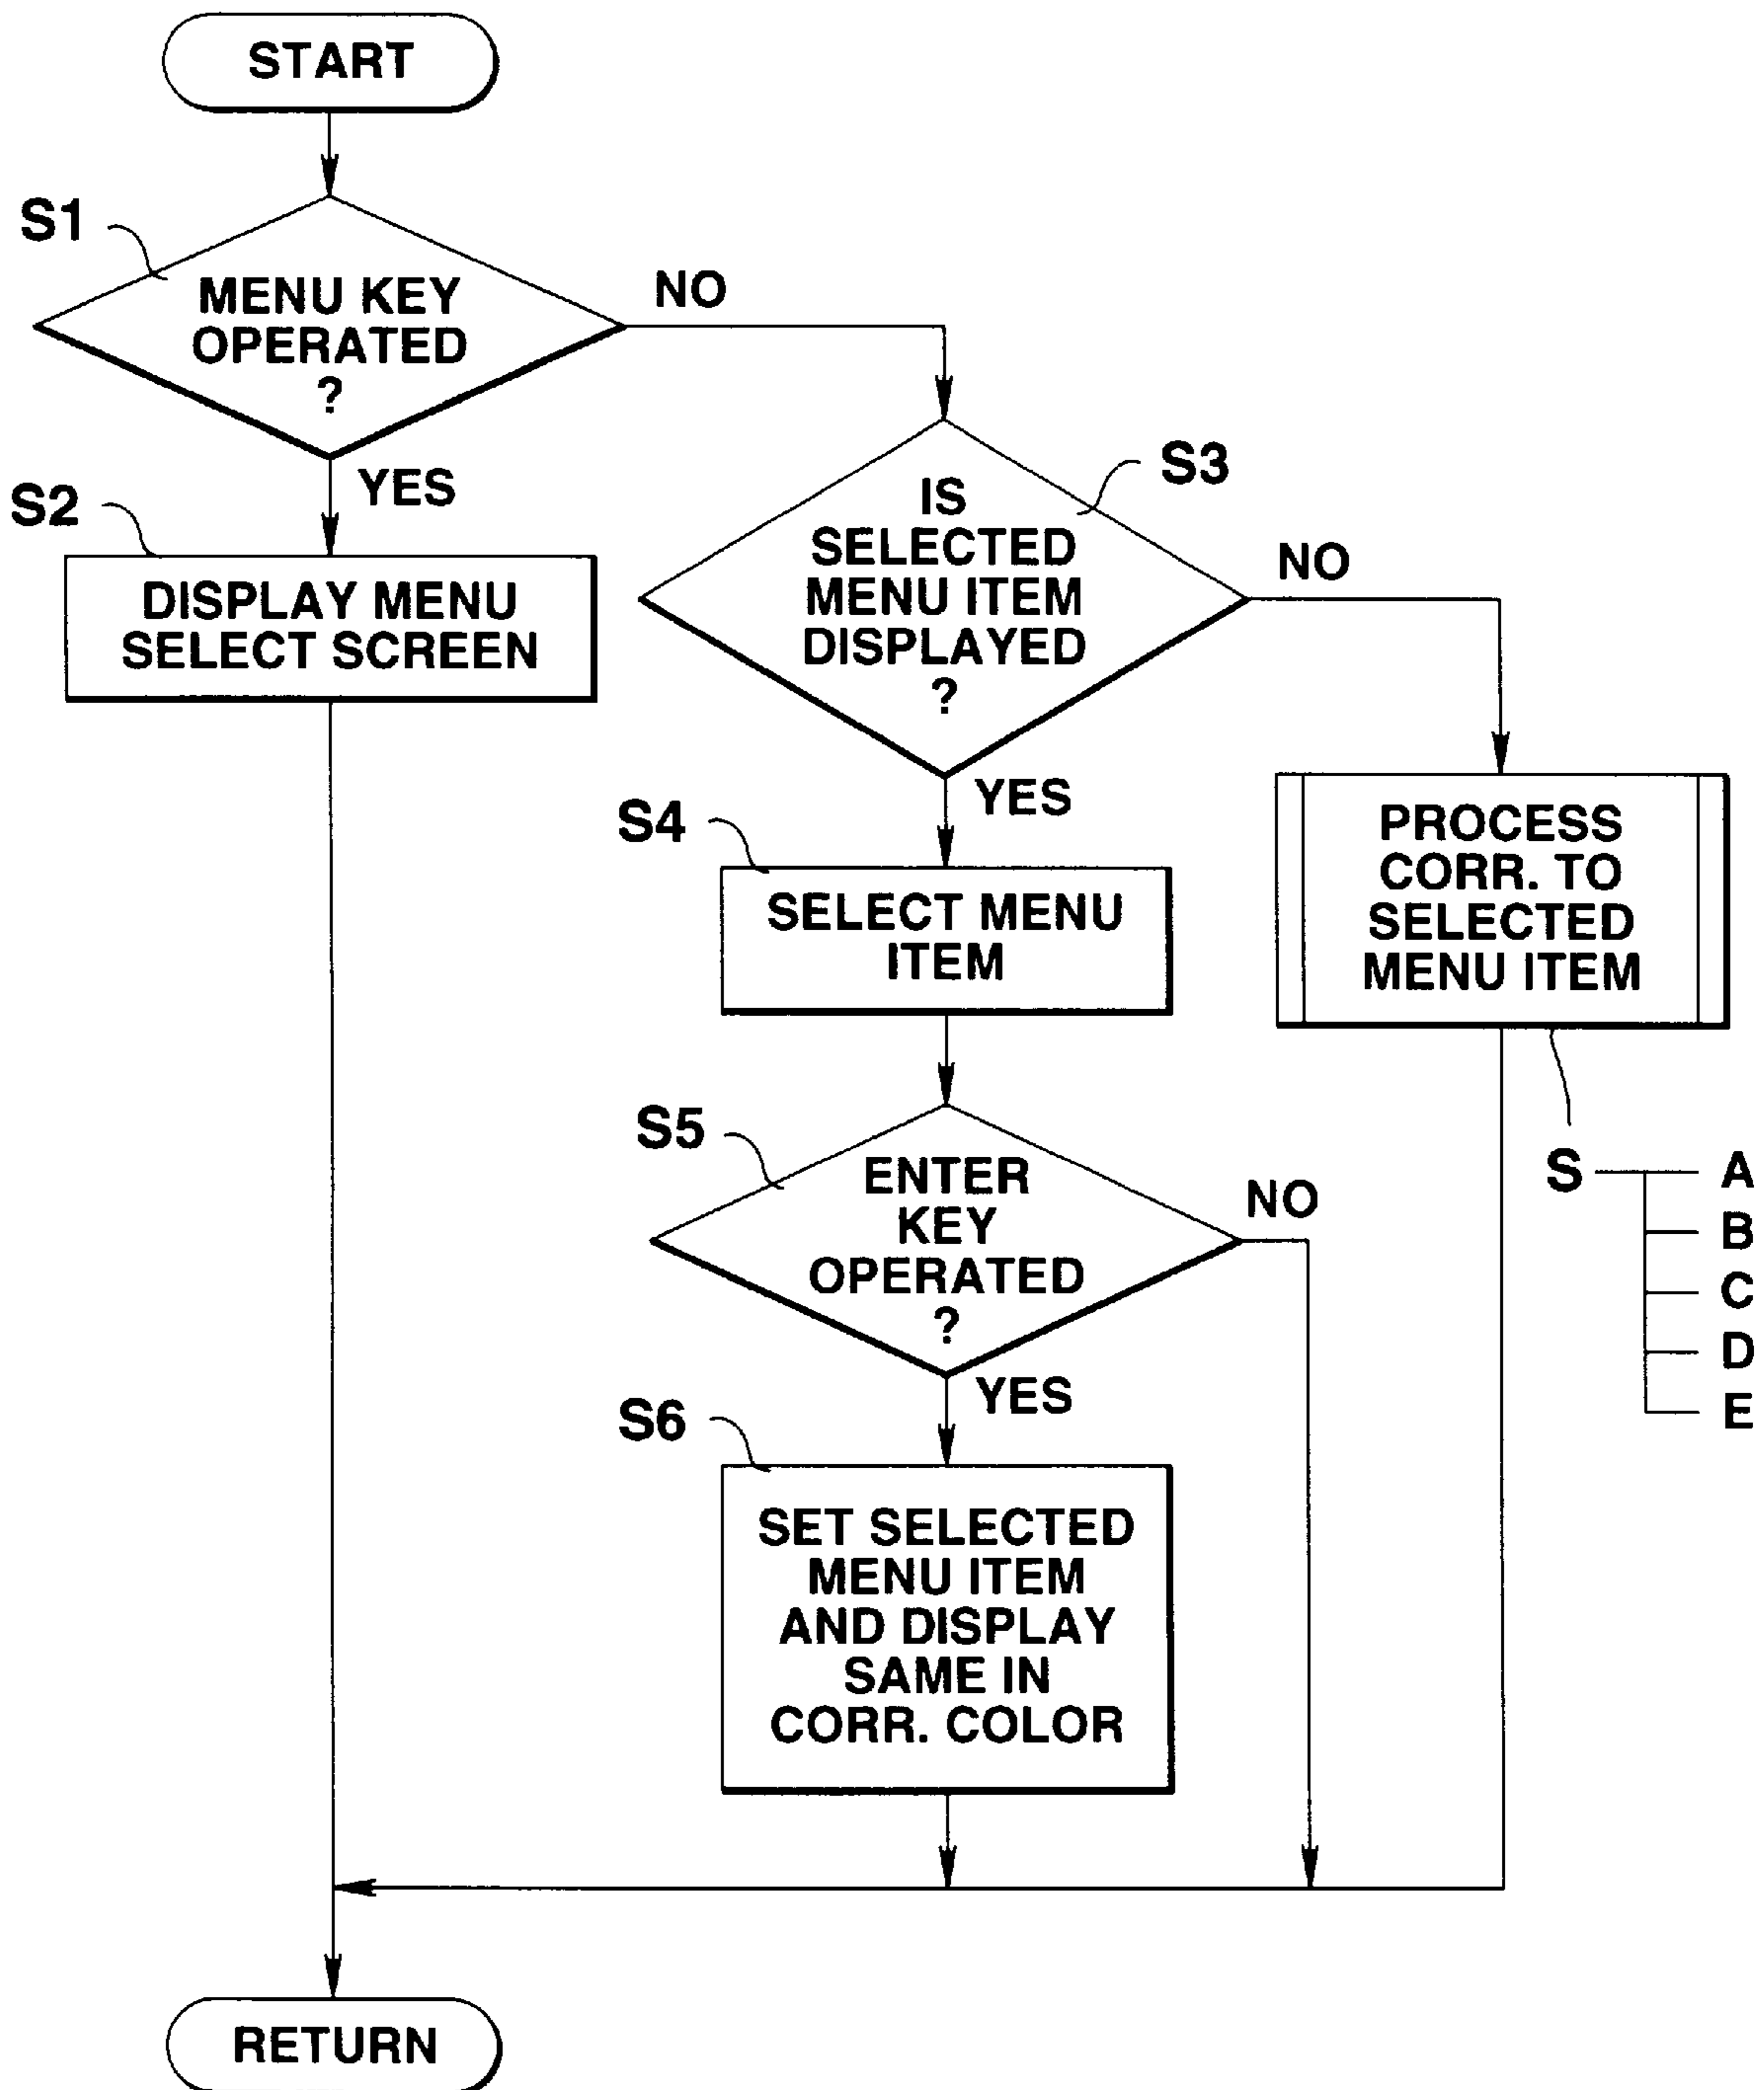 START
S1
MENU KEY
OPERATED
?
NO
YES
S2
DISPLAY MENU
SELECT SCREEN
S3
IS
SELECTED
MENU ITEM
DISPLAYED
?
NO
YES
S4
SELECT MENU
ITEM
PROCESS
CORR. TO
SELECTED
MENU ITEM
S
A
B
C
D
E
S5
ENTER
KEY
OPERATED
?
NO
YES
S6
SET SELECTED
MENU ITEM
AND DISPLAY
SAME IN
CORR. COLOR
RETURN